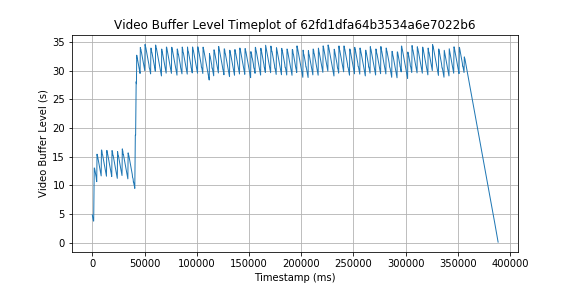 Video Buffer Level Timeplot of 62fd1dfa64b3534a6e7022b6
Video Buffer Level (s)
35
30
25
20
15
10
5
0
0 50000 100000 150000 200000 250000 300000 350000 400000
Timestamp (ms)